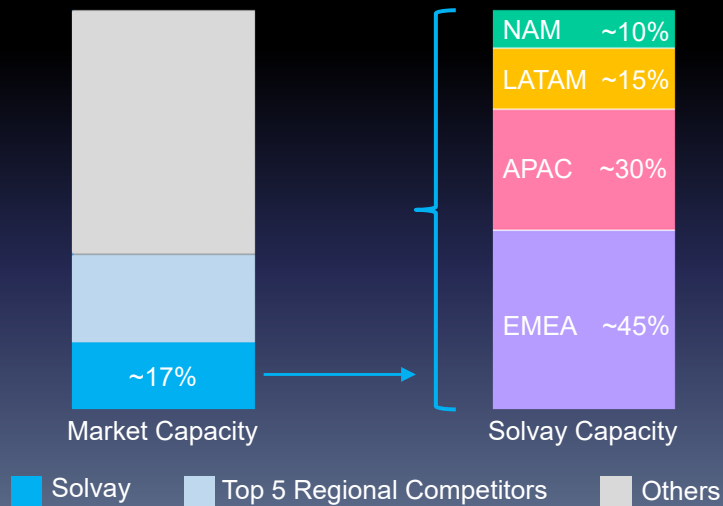 NAM ~10%
LATAM ~15%
APAC ~30%
EMEA ~45%
~17%
Market Capacity
Solvay Capacity
Solvay
Top 5 Regional Competitors
Others